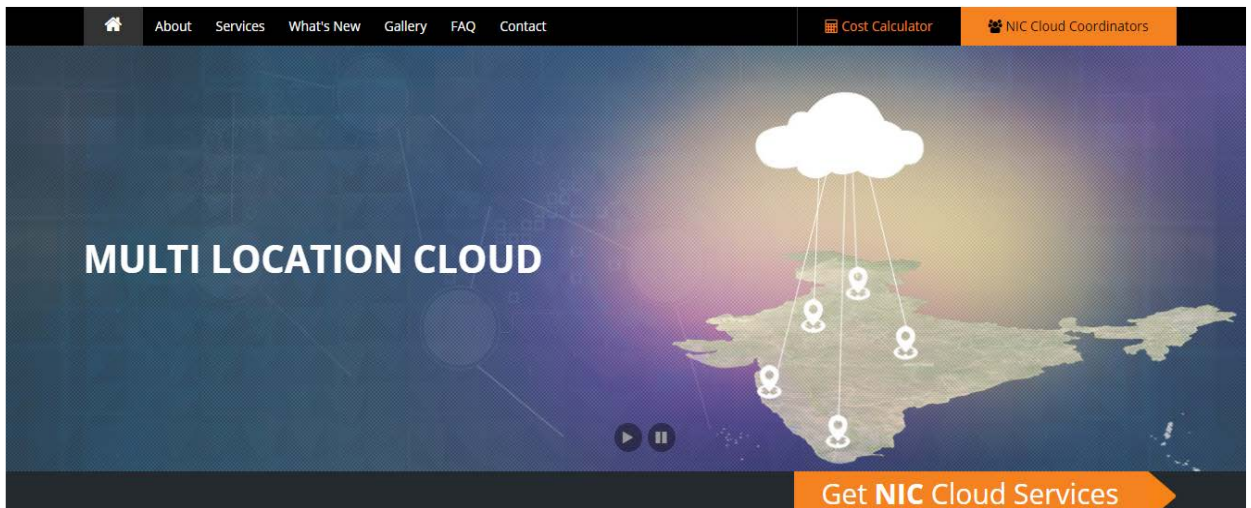 About Services What's New Gallery FAQ Contact Cost Calculator NIC Cloud Coordinators
MULTI LOCATION CLOUD
Get NIC Cloud Services